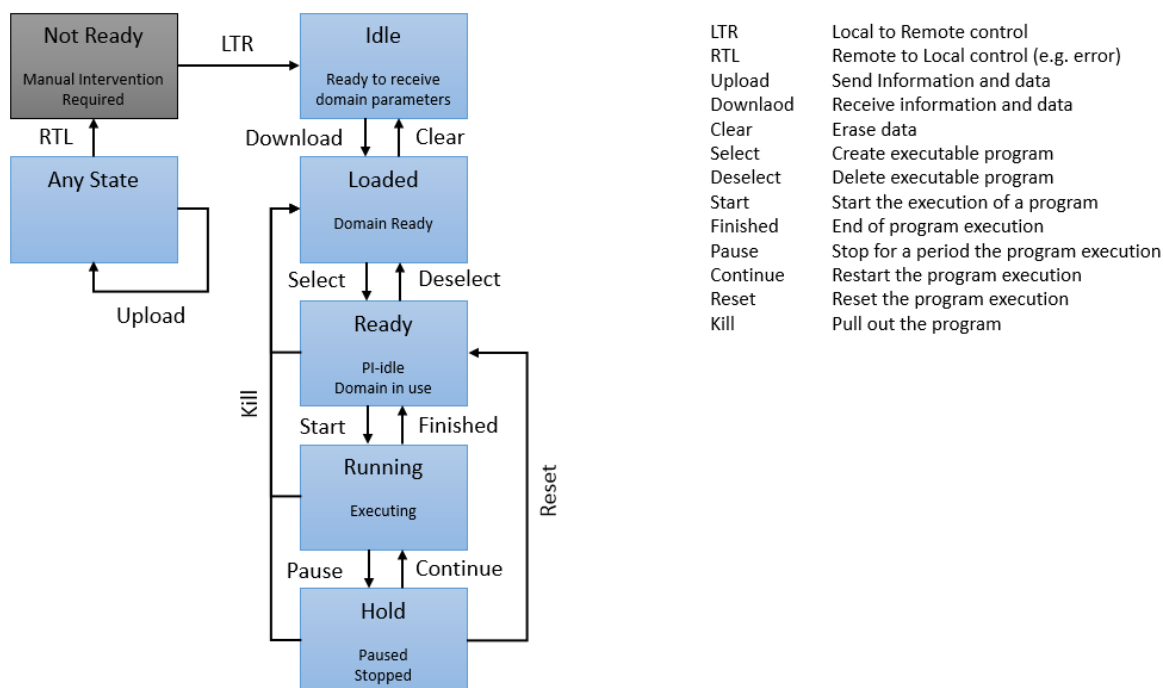 Not Ready
Manual Intervention
Required
LTR
Idle
Ready to receive
domain parameters
RTL
Download
Clear
Any State
Upload
Loaded
Domain Ready
Select
Deselect
Ready
PI-idle
Domain in use
Kill
Start
Finished
Running
Executing
Reset
Pause
Continue
Hold
Paused
Stopped
LTR Local to Remote control
RTL Remote to Local control (e.g. error)
Upload Send Information and data
Downlaod Receive information and data
Clear Erase data
Select Create executable program
Deselect Delete executable program
Start Start the execution of a program
Finished End of program execution
Pause Stop for a period the program execution
Continue Restart the program execution
Reset Reset the program execution
Kill Pull out the program